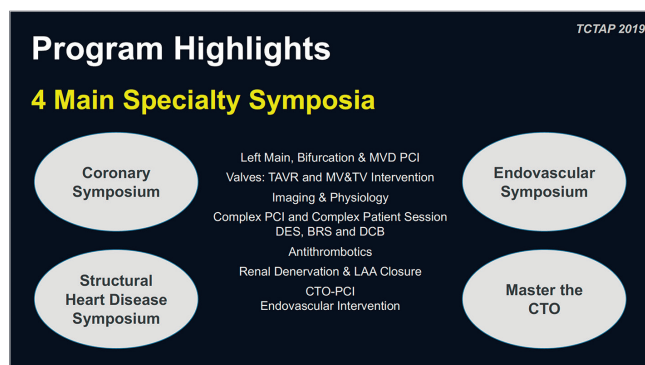 TCTAP 2019
Program Highlights
4 Main Specialty Symposia
Coronary
Symposium
Structural
Heart Disease
Symposium
Left Main, Bifurcation & MVD PCI
Valves: TAVR and MV&TV Intervention
Imaging & Physiology
Complex PCI and Complex Patient Session
DES, BRS and DCB
Antithrombotics
Renal Denervation & LAA Closure
CTO-PCI
Endovascular Intervention
Endovascular
Symposium
Master the
CTO